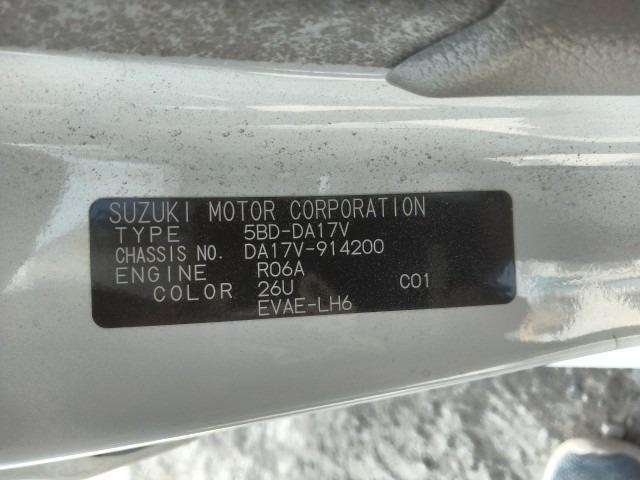 SUZUKI MOTOR CORPORATION
TYPE 5BD-DA17V
CHASSIS NO. DA17V-914200
ENGINE R06A
COLOR 26U C01
EVAE-LH6